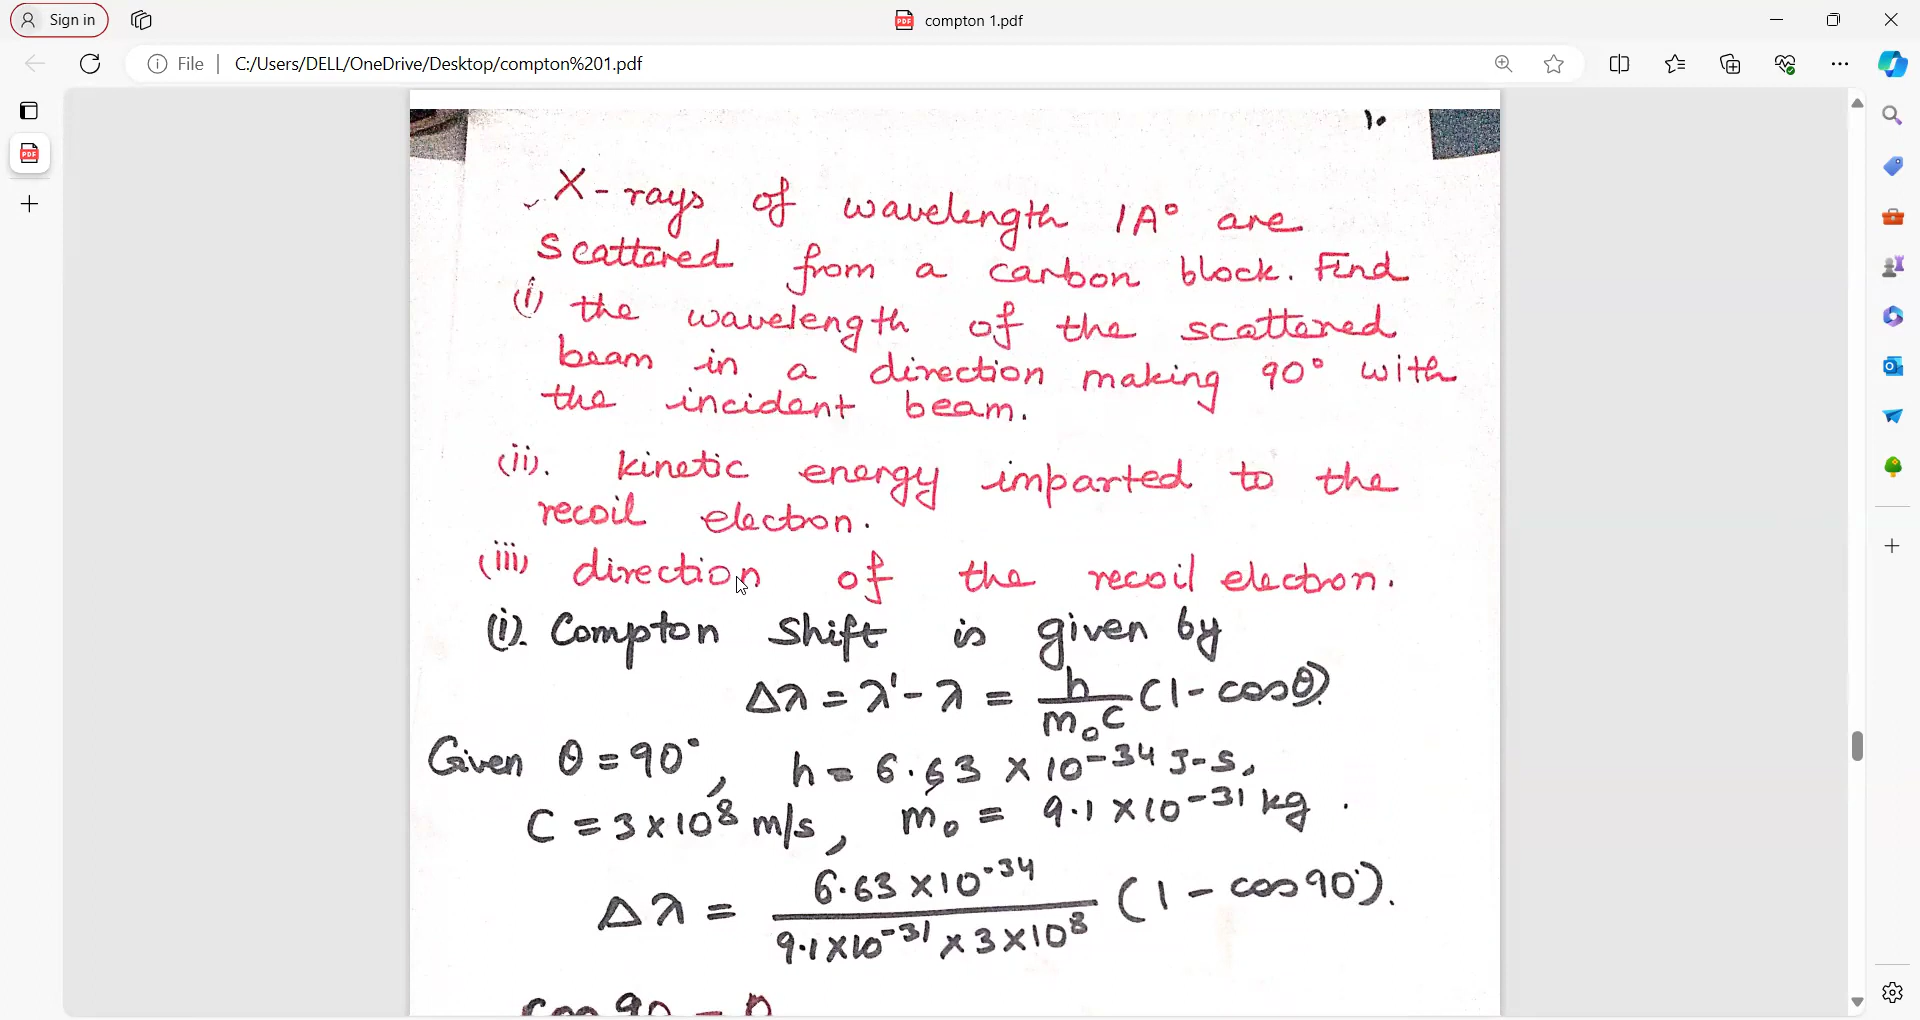 Sign in
compton 1.pdf
File
C:/Users/DELL/OneDrive/Desktop/compton%201.pdf
10
X-rays of wavelength 1A° are
scattered from a carbon block. Find
(i) the wavelength of the scattered
beam in a direction making 90° with
the incident beam.
(ii). kinetic energy imparted to the
recoil electron.
(iii) direction of the recoil electron.
(i). Compton Shift is given by
Δλ = λ' - λ = h/m₀c (1 - cosθ).
Given θ = 90°, h = 6.63 × 10⁻³⁴ J-s,
C = 3 × 10⁸ m/s, m₀ = 9.1 × 10⁻³¹ kg.
Δλ = 6.63 × 10⁻³⁴ / 9.1 × 10⁻³¹ × 3 × 10⁸ (1 - cos 90°).
cos 90 = 0